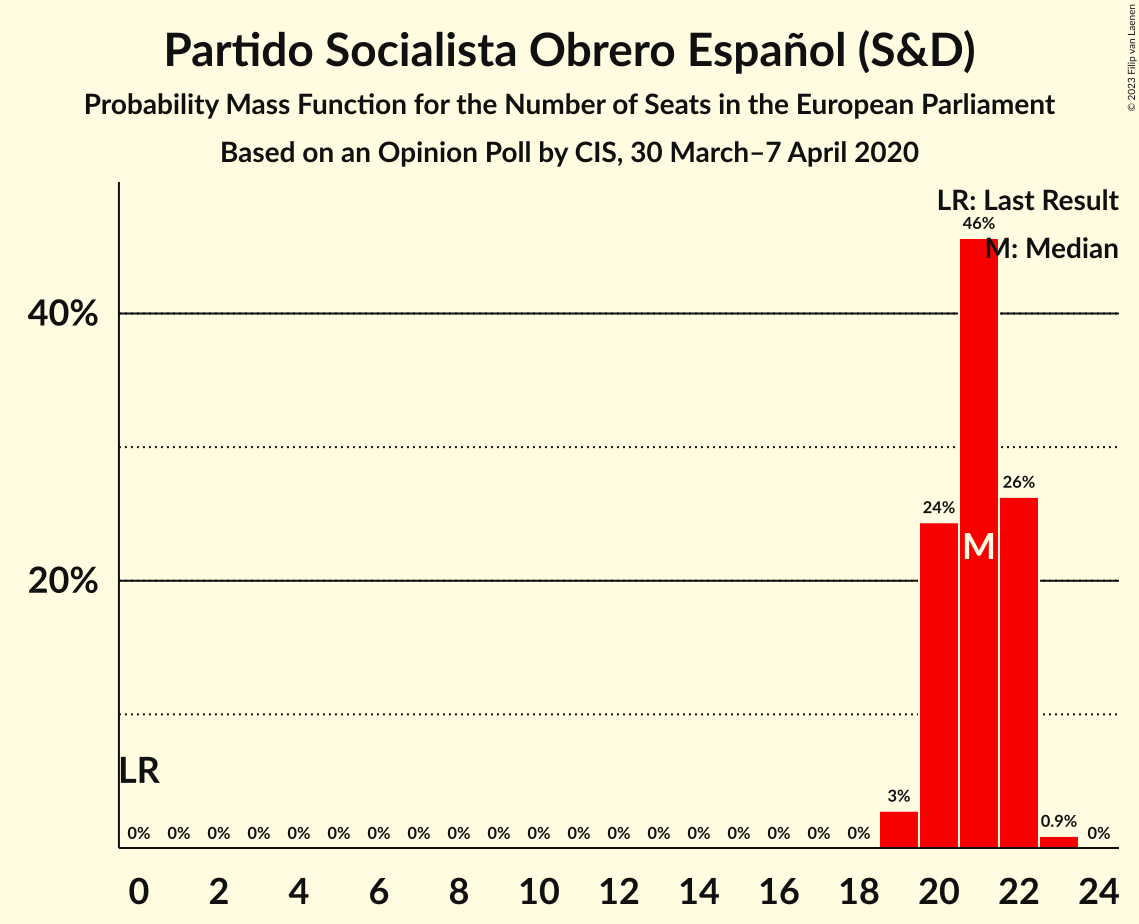 Partido Socialista Obrero Español (S&D)
Probability Mass Function for the Number of Seats in the European Parliament
Based on an Opinion Poll by CIS, 30 March–7 April 2020
© 2023 Filip van Laenen
LR: Last Result
M: Median
46%
40%
26%
24%
M
20%
LR
3%
0.9%
0% 0% 0% 0% 0% 0% 0% 0% 0% 0% 0% 0% 0% 0% 0% 0% 0% 0% 0% 0%
0 2 4 6 8 10 12 14 16 18 20 22 24